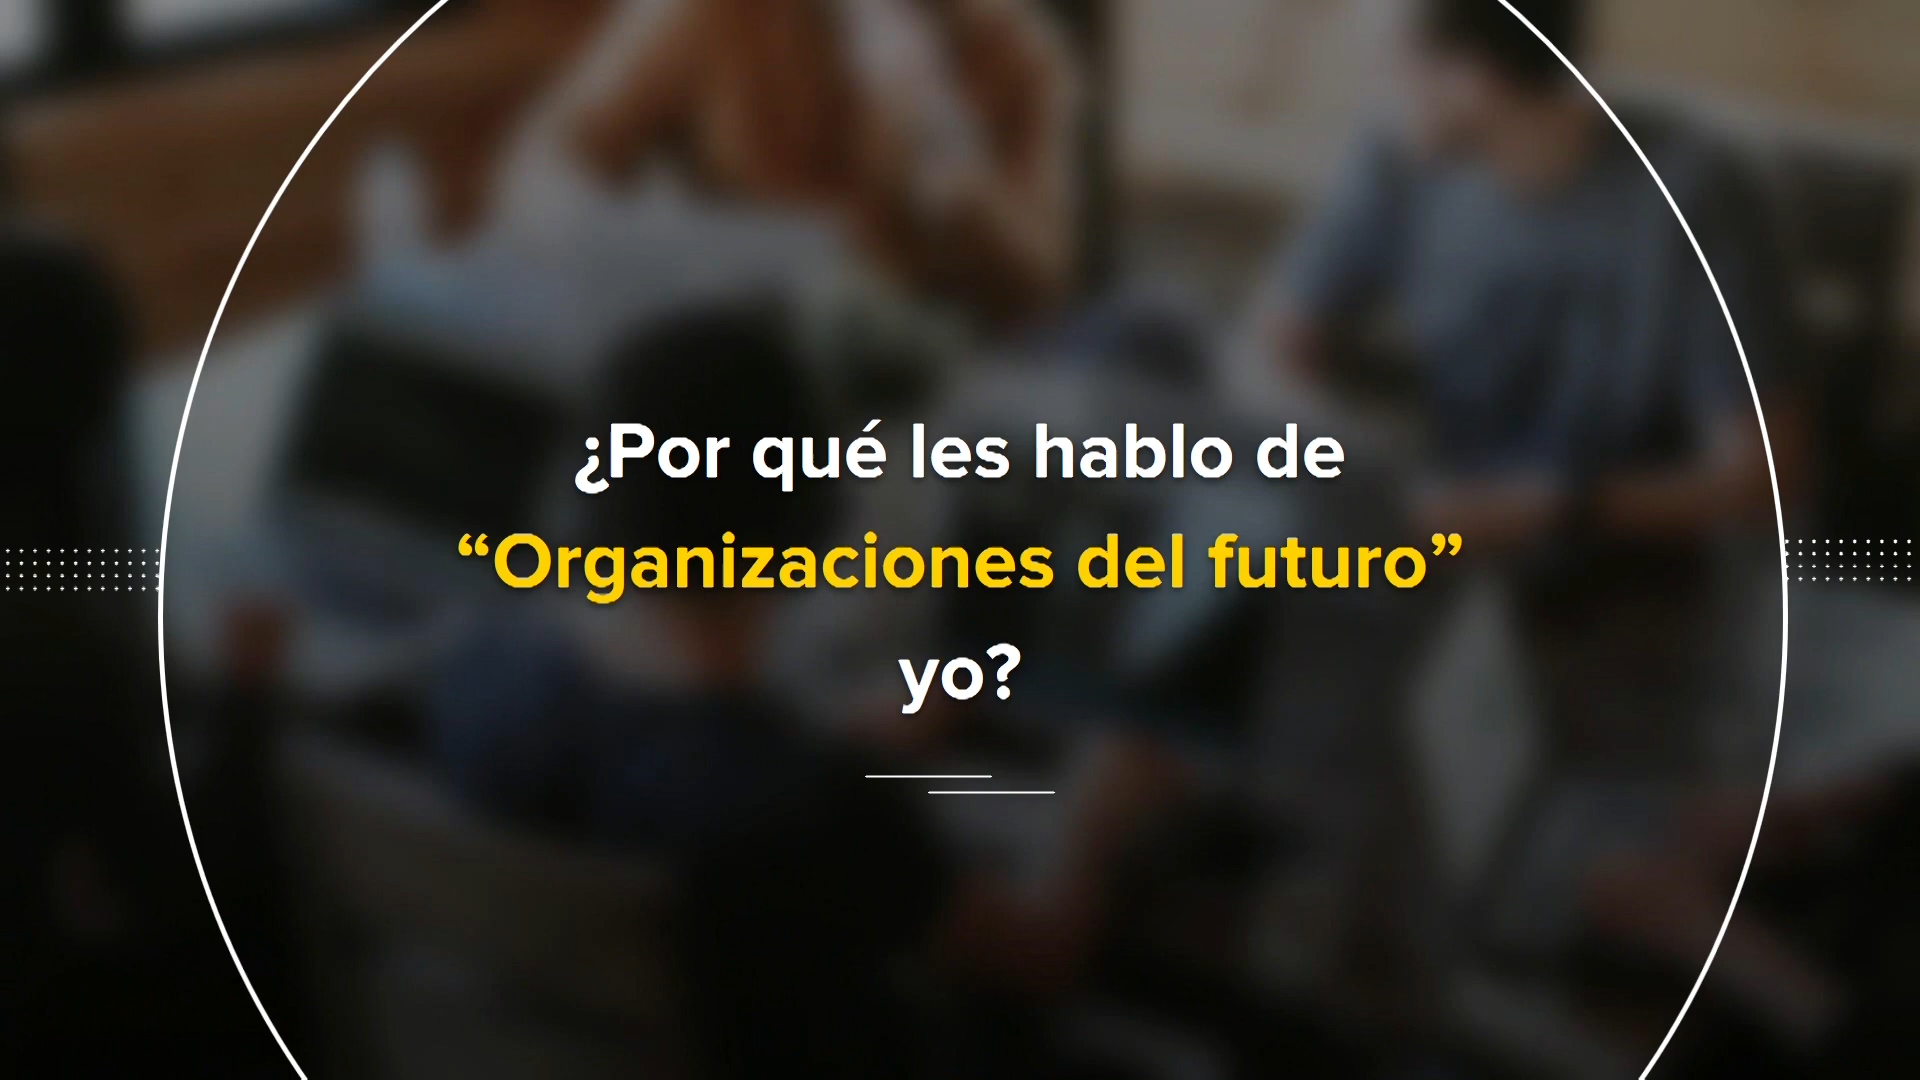 ¿Por qué les hablo de
“Organizaciones del futuro”
yo?